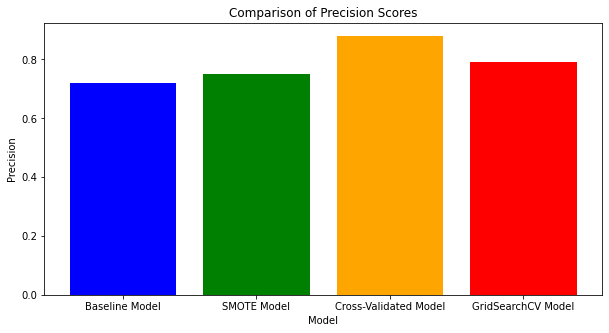 Comparison of Precision Scores
0.8
0.6
0.4
0.2
0.0
Precision
Baseline Model
SMOTE Model
Cross-Validated Model
GridSearchCV Model
Model